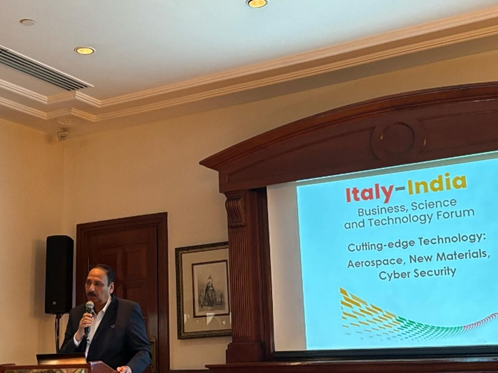 Italy-India
Business, Science
and Technology Forum
Cutting-edge Technology:
Aerospace, New Materials,
Cyber Security